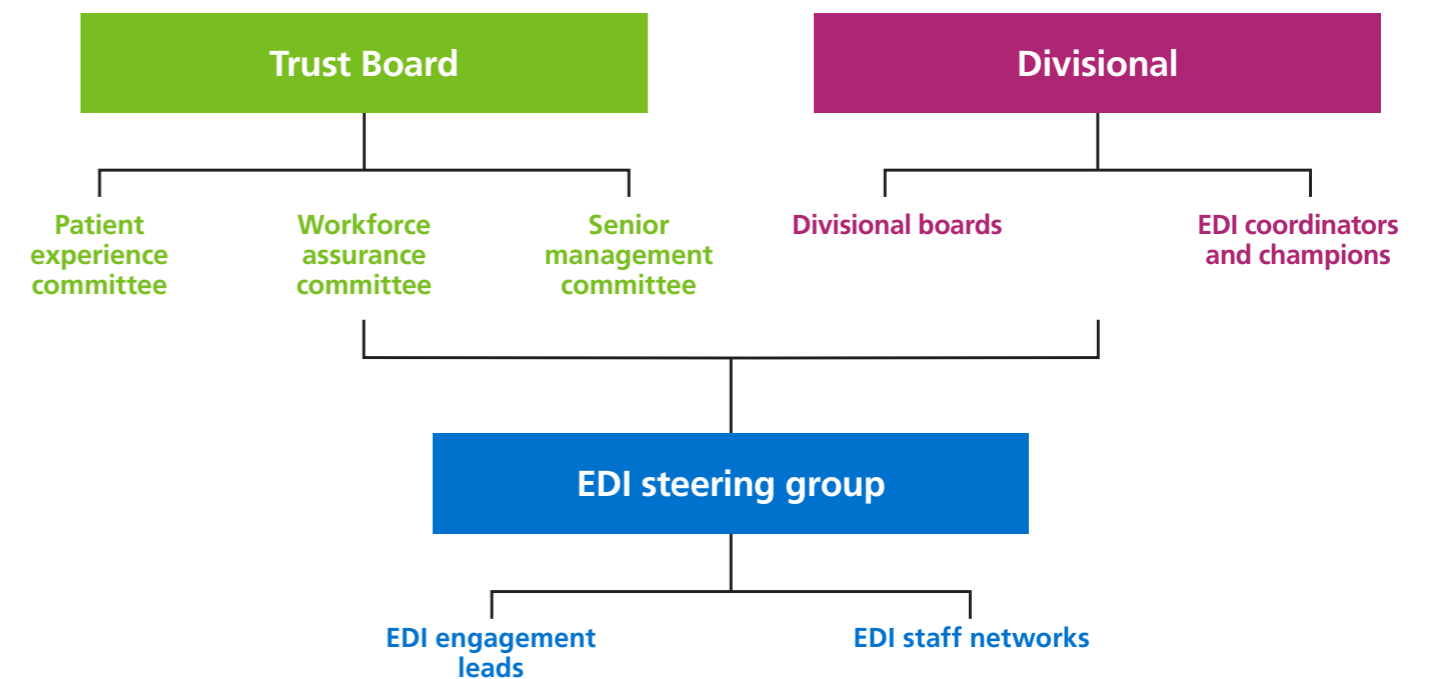 Trust Board
Divisional
Patient
experience
committee
Workforce
assurance
committee
Senior
management
committee
Divisional boards
EDI coordinators
and champions
EDI steering group
EDI engagement
leads
EDI staff networks